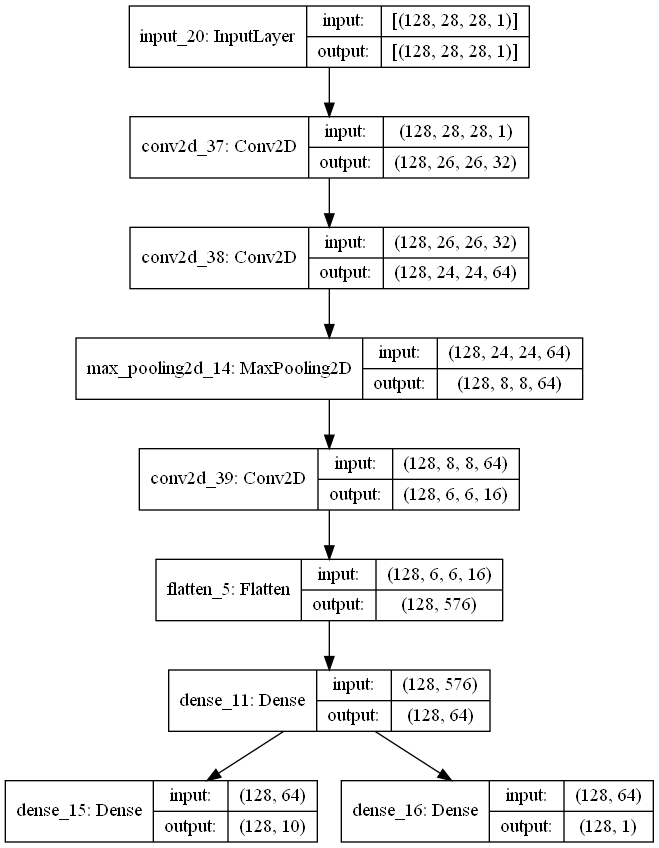 input_20: InputLayer
input:
[(128, 28, 28, 1)]
output:
[(128, 28, 28, 1)]
conv2d_37: Conv2D
input:
(128, 28, 28, 1)
output:
(128, 26, 26, 32)
conv2d_38: Conv2D
input:
(128, 26, 26, 32)
output:
(128, 24, 24, 64)
max_pooling2d_14: MaxPooling2D
input:
(128, 24, 24, 64)
output:
(128, 8, 8, 64)
conv2d_39: Conv2D
input:
(128, 8, 8, 64)
output:
(128, 6, 6, 16)
flatten_5: Flatten
input:
(128, 6, 6, 16)
output:
(128, 576)
dense_11: Dense
input:
(128, 576)
output:
(128, 64)
dense_15: Dense
input:
(128, 64)
output:
(128, 10)
dense_16: Dense
input:
(128, 64)
output:
(128, 1)